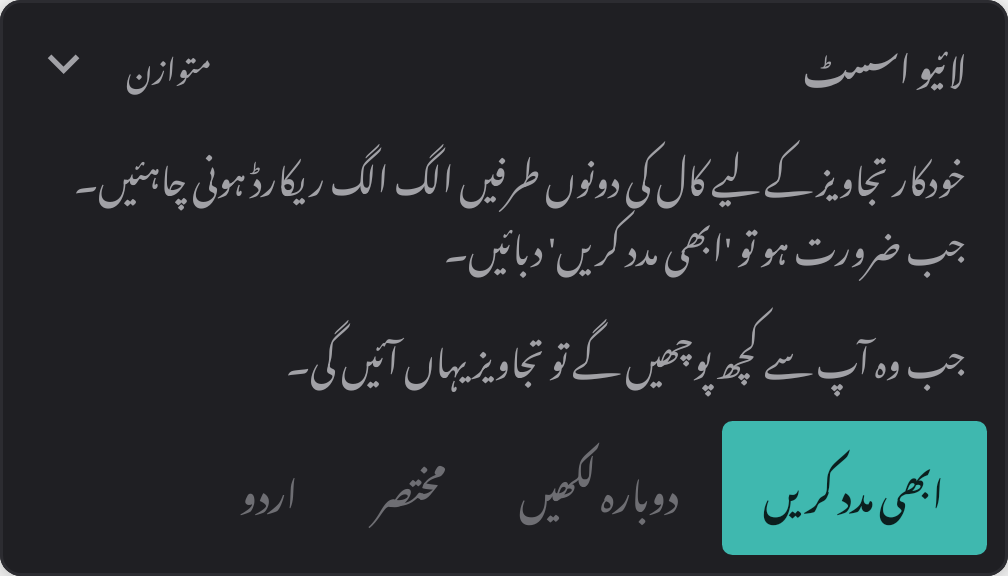 لائیو اسسٹ
متوازن
خودکار تجاویز کے لیے کال کی دونوں طرفیں الگ الگ ریکارڈ ہونی چاہئیں۔
جب ضرورت ہو تو 'ابھی مدد کریں' دبائیں۔
جب وہ آپ سے کچھ پوچھیں گے تو تجاویز یہاں آئیں گی۔
ابھی مدد کریں
دوبارہ لکھیں
مختصر
اردو